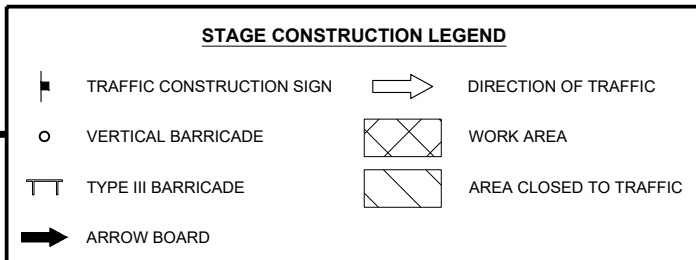 STAGE CONSTRUCTION LEGEND
TRAFFIC CONSTRUCTION SIGN
DIRECTION OF TRAFFIC
VERTICAL BARRICADE
WORK AREA
TYPE III BARRICADE
AREA CLOSED TO TRAFFIC
ARROW BOARD